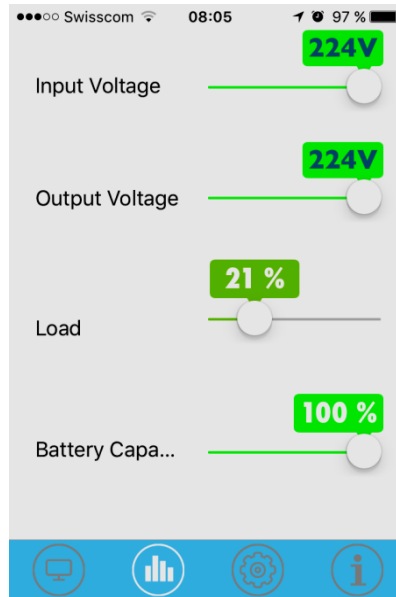 Swisscom 08:05 97 %
224V
Input Voltage
224V
Output Voltage
21 %
Load
100 %
Battery Capa...
i